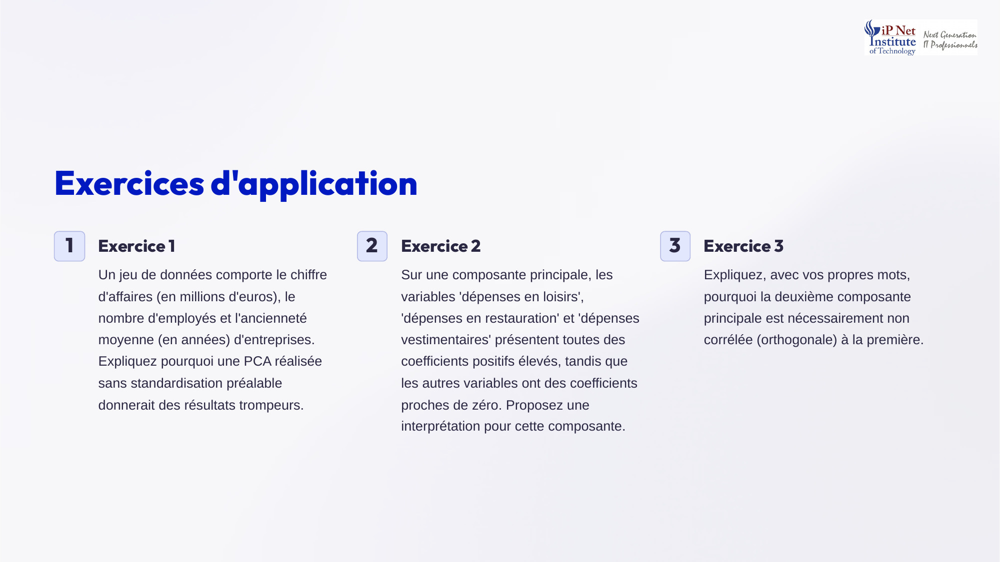 iP Net
Institute
of Technology
Next Generation
IT Professionnels
Exercices d'application
1
Exercice 1
Un jeu de données comporte le chiffre
d'affaires (en millions d'euros), le
nombre d'employés et l'ancienneté
moyenne (en années) d'entreprises.
Expliquez pourquoi une PCA réalisée
sans standardisation préalable
donnerait des résultats trompeurs.
2
Exercice 2
Sur une composante principale, les
variables 'dépenses en loisirs',
'dépenses en restauration' et 'dépenses
vestimentaires' présentent toutes des
coefficients positifs élevés, tandis que
les autres variables ont des coefficients
proches de zéro. Proposez une
interprétation pour cette composante.
3
Exercice 3
Expliquez, avec vos propres mots,
pourquoi la deuxième composante
principale est nécessairement non
corrélée (orthogonale) à la première.